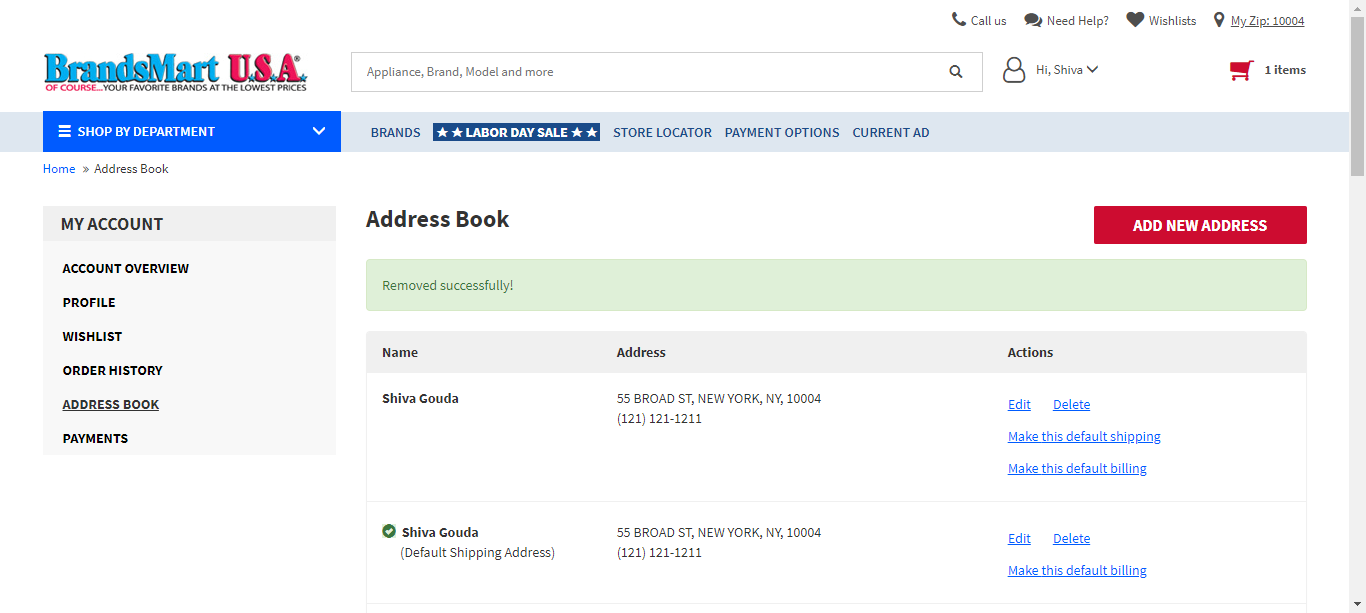 Call us Need Help? Wishlists My Zip: 10004
BrandsMart U.S.A.®
OF COURSE...YOUR FAVORITE BRANDS AT THE LOWEST PRICES
Appliance, Brand, Model and more
Hi, Shiva
1 items
SHOP BY DEPARTMENT
BRANDS ★ ★ LABOR DAY SALE ★ ★ STORE LOCATOR PAYMENT OPTIONS CURRENT AD
Home » Address Book
MY ACCOUNT
ACCOUNT OVERVIEW
PROFILE
WISHLIST
ORDER HISTORY
ADDRESS BOOK
PAYMENTS
Address Book
ADD NEW ADDRESS
Removed successfully!
Name Address Actions
Shiva Gouda
55 BROAD ST, NEW YORK, NY, 10004
(121) 121-1211
Edit Delete
Make this default shipping
Make this default billing
Shiva Gouda
(Default Shipping Address)
55 BROAD ST, NEW YORK, NY, 10004
(121) 121-1211
Edit Delete
Make this default billing